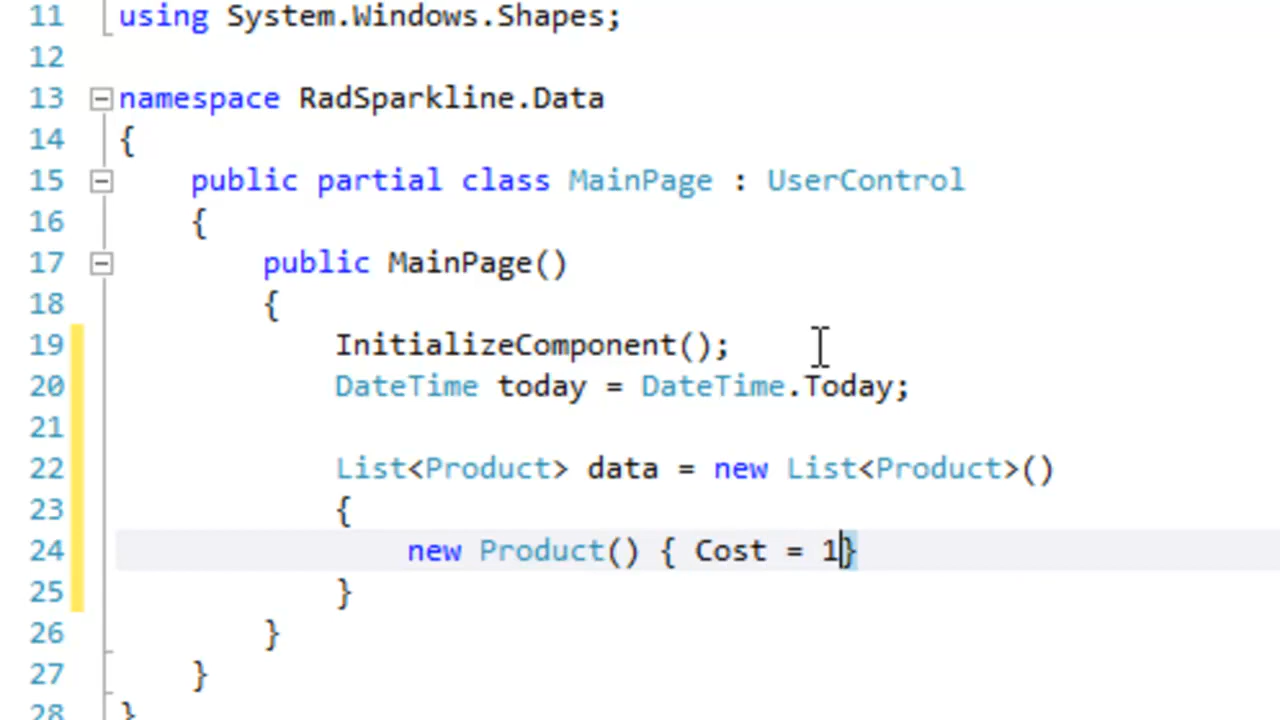 11 using System.Windows.Shapes;
12
13 namespace RadSparkline.Data
14 {
15 public partial class MainPage : UserControl
16 {
17 public MainPage()
18 {
19 InitializeComponent();
20 DateTime today = DateTime.Today;
21
22 List<Product> data = new List<Product>()
23 {
24 new Product() { Cost = 1}
25 }
26 }
27 }
28 }